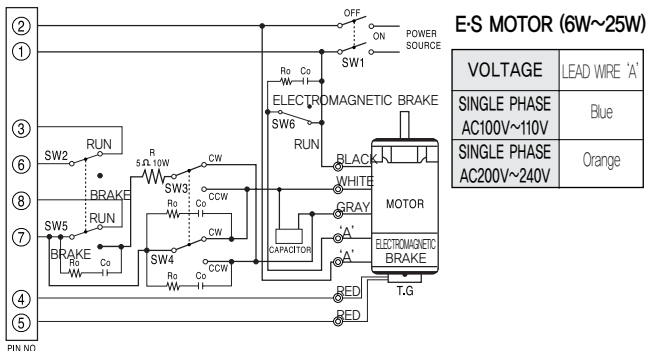 E·S MOTOR (6W~25W)
VOLTAGE
LEAD WIRE 'A'
SINGLE PHASE
AC100V~110V
Blue
SINGLE PHASE
AC200V~240V
Orange
OFF
ON
POWER
SOURCE
SW1
Ro
Co
ELECTROMAGNETIC BRAKE
SW6
RUN
2
1
3
6
8
7
4
5
PIN NO
SW2
RUN
BRAKE
R
5Ω 10W
SW3
CW
CCW
Ro
Co
SW5
RUN
BRAKE
Ro
Co
SW4
CW
CCW
Ro
Co
CAPACITOR
BLACK
WHITE
GRAY
'A'
'A'
RED
RED
MOTOR
ELECTROMAGNETIC
BRAKE
T.G